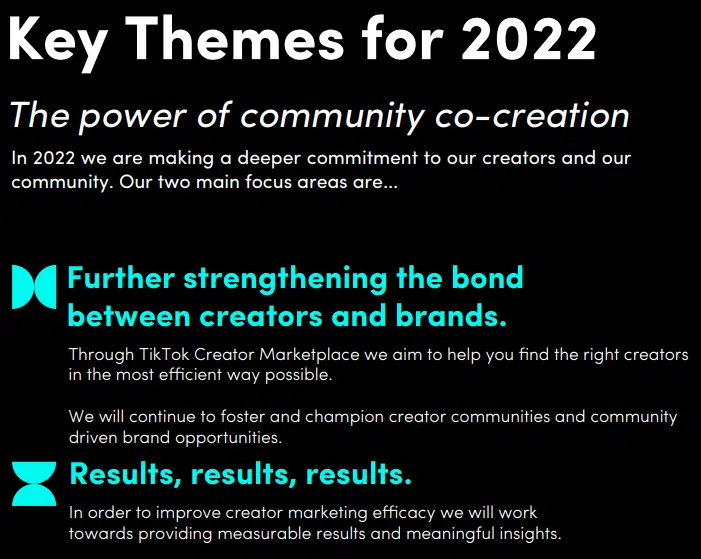 Key Themes for 2022
The power of community co-creation
In 2022 we are making a deeper commitment to our creators and our
community. Our two main focus areas are...
Further strengthening the bond
between creators and brands.
Through TikTok Creator Marketplace we aim to help you find the right creators
in the most efficient way possible.
We will continue to foster and champion creator communities and community
driven brand opportunities.
Results, results, results.
In order to improve creator marketing efficacy we will work
towards providing measurable results and meaningful insights.